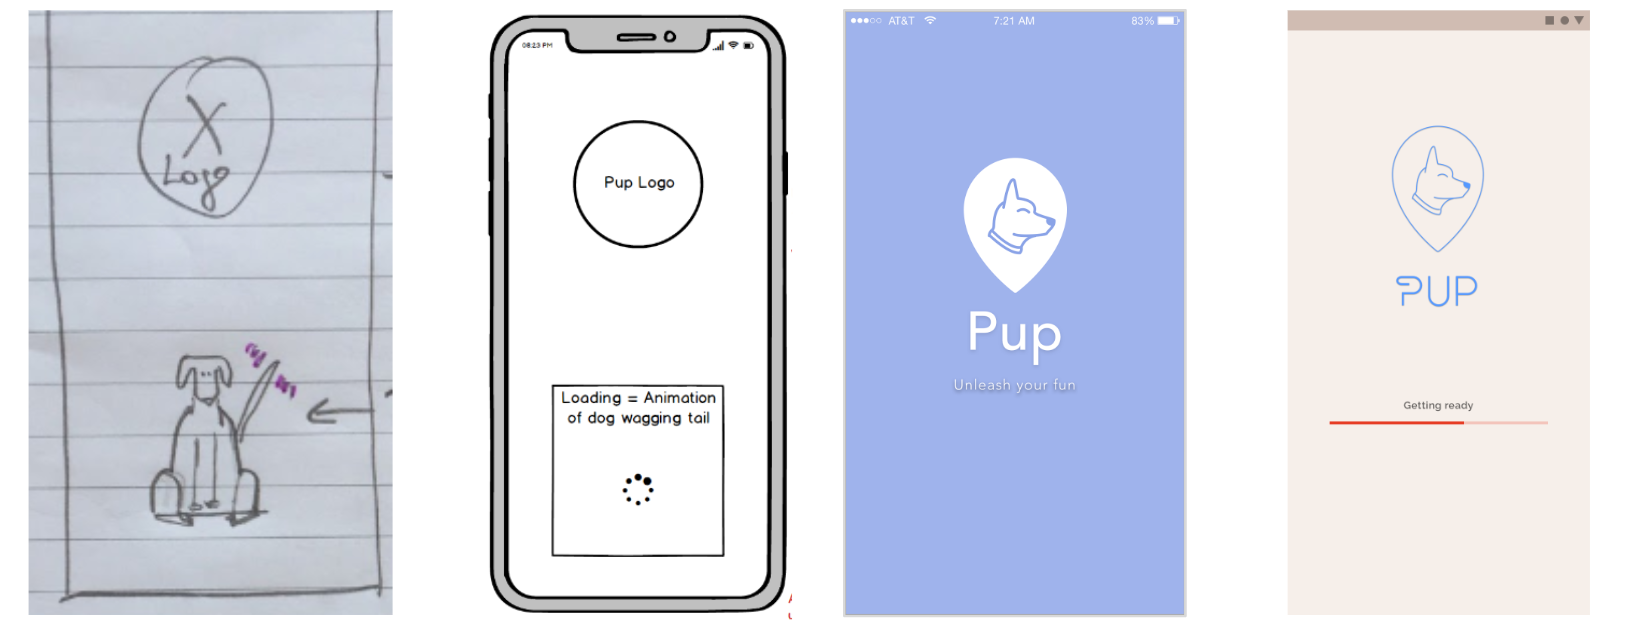 X
Logo
08:23 PM
Pup Logo
Loading = Animation
of dog wagging tail
AT&T
7:21 AM
83%
Pup
Unleash your fun
PUP
Getting ready